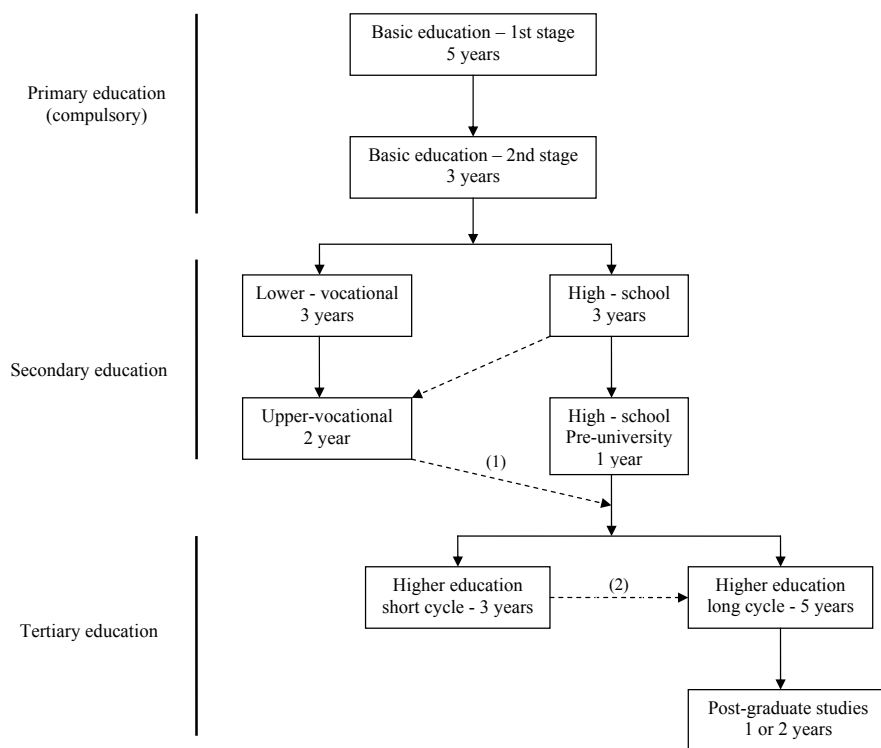 Basic education – 1st stage
5 years
Primary education
(compulsory)
Basic education – 2nd stage
3 years
Lower - vocational
3 years
High - school
3 years
Secondary education
Upper-vocational
2 year
High - school
Pre-university
1 year
(1)
Higher education
short cycle - 3 years
(2)
Higher education
long cycle - 5 years
Tertiary education
Post-graduate studies
1 or 2 years